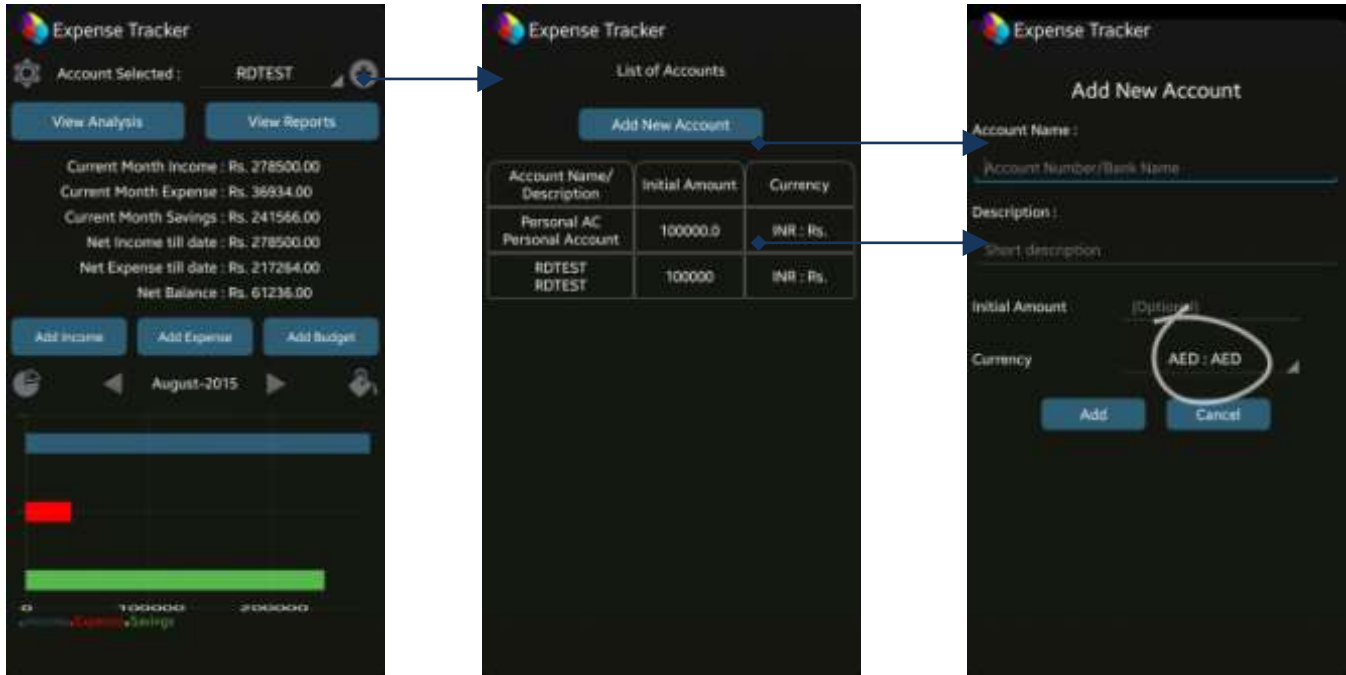 Expense Tracker
Account Selected : RDTEST
View Analysis View Reports
Current Month Income : Rs. 278500.00
Current Month Expense : Rs. 36934.00
Current Month Savings : Rs. 241566.00
Net Income till date : Rs. 278500.00
Net Expense till date : Rs. 217264.00
Net Balance : Rs. 61236.00
Add Income Add Expense Add Budget
August-2015
0 100000 200000
Income Expense Savings
Expense Tracker
List of Accounts
Add New Account
Account Name/
Description Initial Amount Currency
Personal AC
Personal Account 100000.0 INR : Rs.
RDTEST
RDTEST 100000 INR : Rs.
Expense Tracker
Add New Account
Account Name :
Account Number/Bank Name
Description :
Short description
Initial Amount (Optional)
Currency AED : AED
Add Cancel